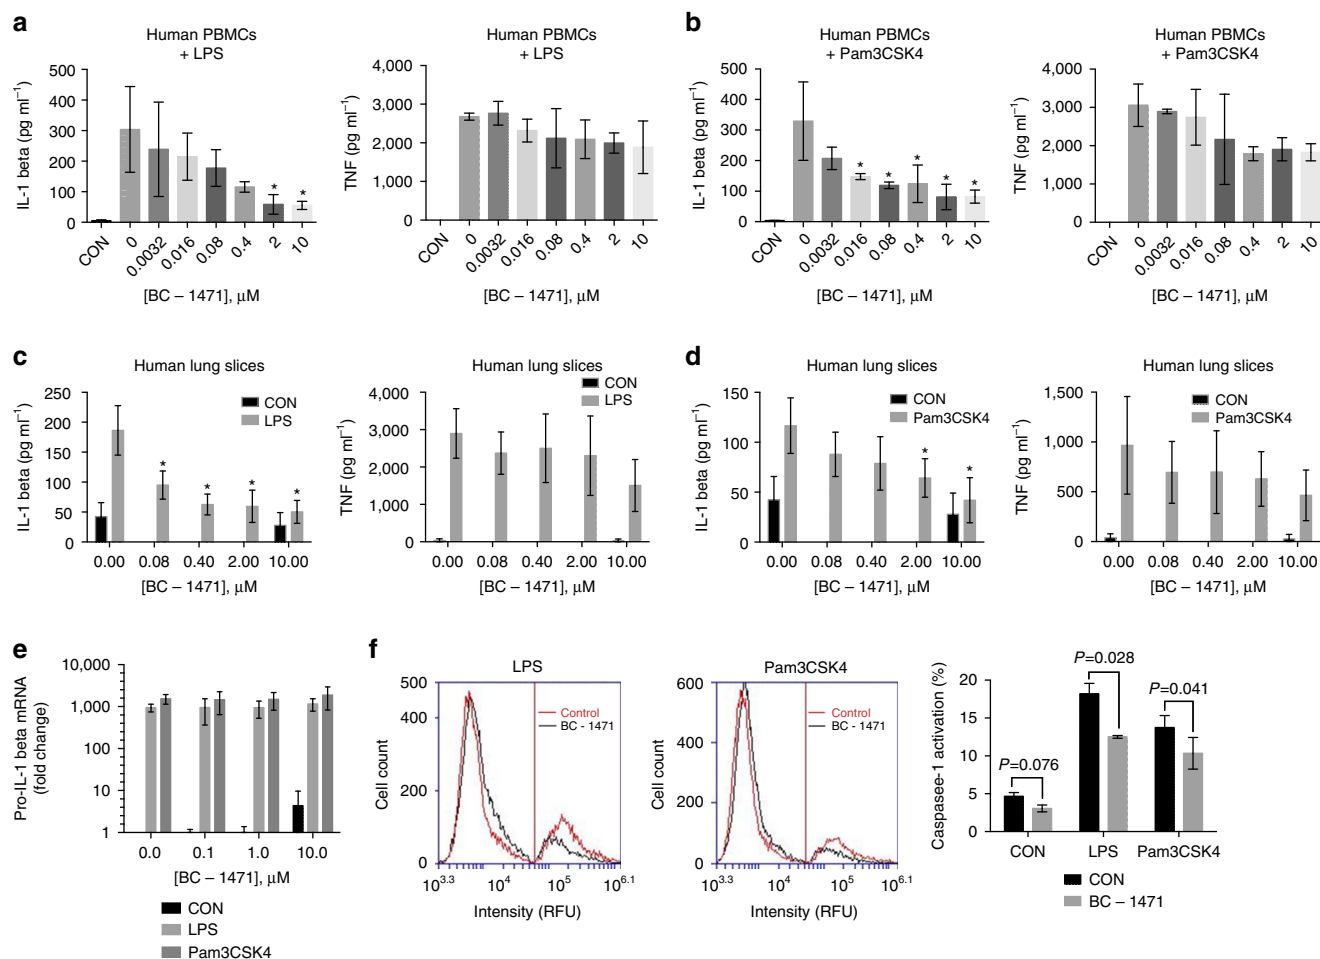 a
Human PBMCs
+ LPS
IL-1 beta (pg ml⁻¹)
500
400
300
200
100
0
CON 0 0.0032 0.016 0.08 0.4 2 10
* *
[BC – 1471], μM
Human PBMCs
+ LPS
TNF (pg ml⁻¹)
4,000
3,000
2,000
1,000
0
CON 0 0.0032 0.016 0.08 0.4 2 10
[BC – 1471], μM
b
Human PBMCs
+ Pam3CSK4
IL-1 beta (pg ml⁻¹)
500
400
300
200
100
0
* * * * *
CON 0 0.0032 0.016 0.08 0.4 2 10
[BC – 1471], μM
Human PBMCs
+ Pam3CSK4
TNF (pg ml⁻¹)
4,000
3,000
2,000
1,000
0
CON 0 0.0032 0.016 0.08 0.4 2 10
[BC – 1471], μM
c
Human lung slices
CON
LPS
IL-1 beta (pg ml⁻¹)
250
200
150
100
50
0
* * * *
0.00 0.08 0.40 2.00 10.00
[BC – 1471], μM
Human lung slices
CON
LPS
TNF (pg ml⁻¹)
4,000
3,000
2,000
1,000
0
0.00 0.08 0.40 2.00 10.00
[BC – 1471], μM
d
Human lung slices
CON
Pam3CSK4
IL-1 beta (pg ml⁻¹)
150
100
50
0
* *
0.00 0.08 0.40 2.00 10.00
[BC – 1471], μM
Human lung slices
CON
Pam3CSK4
TNF (pg ml⁻¹)
1,500
1,000
500
0
0.00 0.08 0.40 2.00 10.00
[BC – 1471], μM
e
Pro-IL-1 beta mRNA
(fold change)
10,000
1,000
100
10
1
0.0 0.1 1.0 10.0
[BC – 1471], μM
CON
LPS
Pam3CSK4
f
LPS
Control
BC - 1471
Cell count
500
400
200
0
10³·³ 10⁴ 10⁵ 10⁶·¹
Intensity (RFU)
Pam3CSK4
Control
BC - 1471
Cell count
600
400
200
0
10³·³ 10⁴ 10⁵ 10⁶·¹
Intensity (RFU)
Caspasee-1 activation (%)
20
15
10
5
0
P=0.076
P=0.028
P=0.041
CON LPS Pam3CSK4
CON
BC – 1471